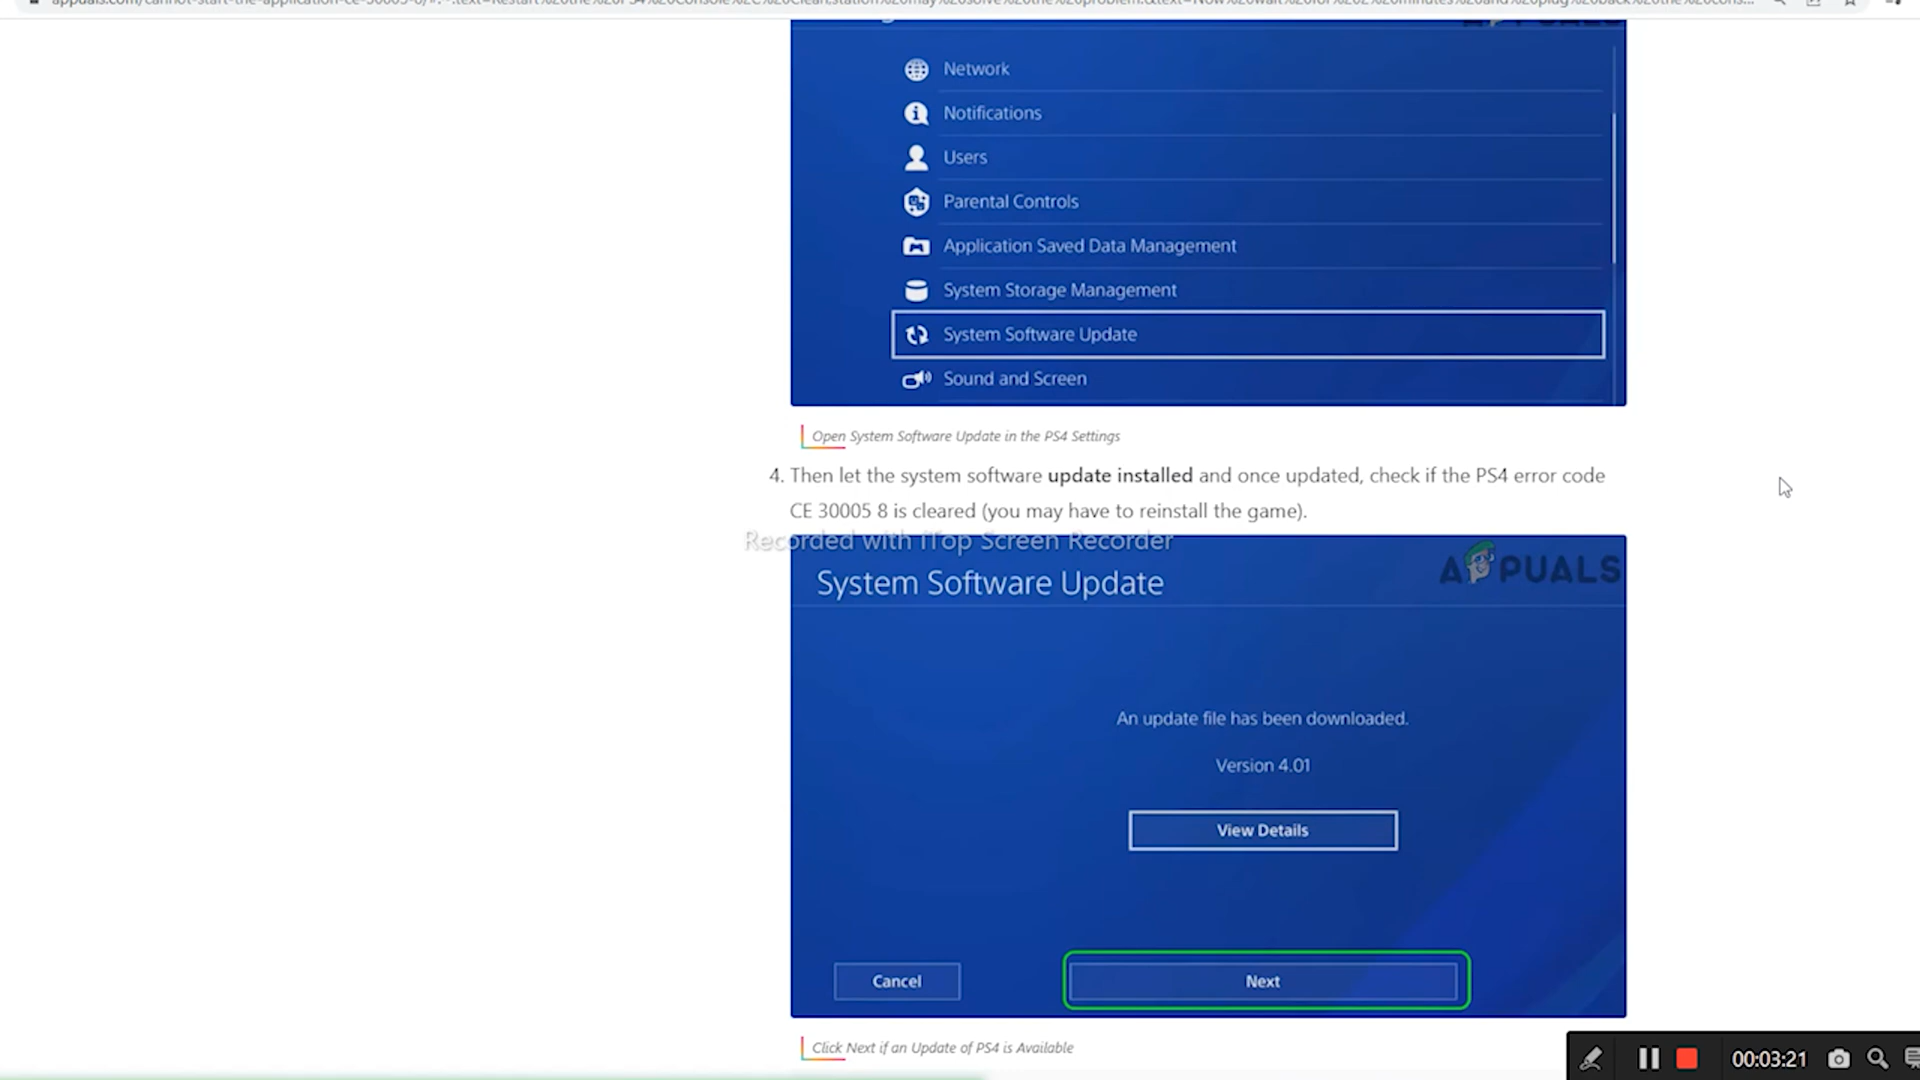 Network
Notifications
Users
Parental Controls
Application Saved Data Management
System Storage Management
System Software Update
Sound and Screen
Open System Software Update in the PS4 Settings
4. Then let the system software update installed and once updated, check if the PS4 error code
CE 30005 8 is cleared (you may have to reinstall the game).
Recorded with iTop Screen Recorder
System Software Update
APPUALS
An update file has been downloaded.
Version 4.01
View Details
Cancel
Next
Click Next if an Update of PS4 is Available
00:03:21